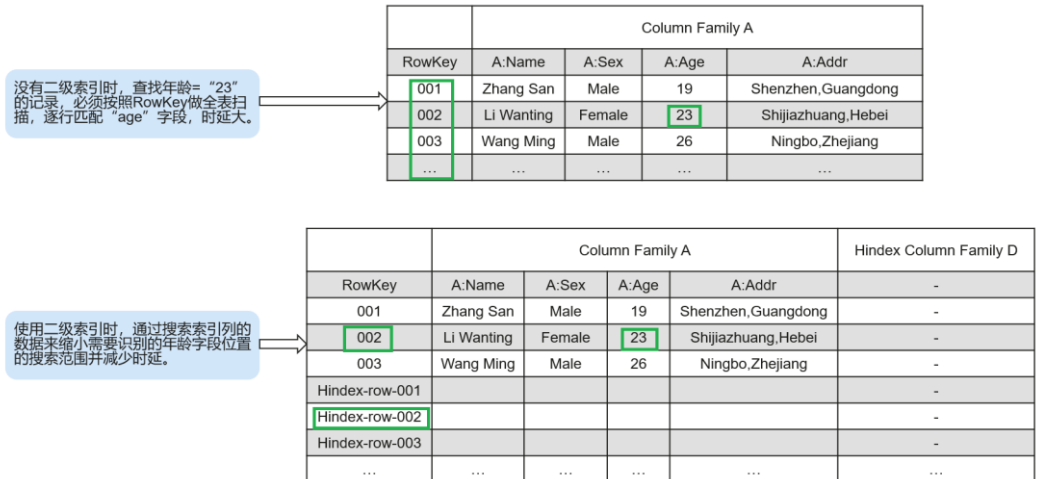 Column Family A
RowKey A:Name A:Sex A:Age A:Addr
没有二级索引时，查找年龄=“23”
的记录，必须按照RowKey做全表扫
描，逐行匹配“age”字段，时延大。
001 Zhang San Male 19 Shenzhen,Guangdong
002 Li Wanting Female 23 Shijiazhuang,Hebei
003 Wang Ming Male 26 Ningbo,Zhejiang
… … … … …
Column Family A Hindex Column Family D
RowKey A:Name A:Sex A:Age A:Addr -
使用二级索引时，通过搜索索引列的
数据来缩小需要识别的年龄字段位置
的搜索范围并减少时延。
001 Zhang San Male 19 Shenzhen,Guangdong -
002 Li Wanting Female 23 Shijiazhuang,Hebei -
003 Wang Ming Male 26 Ningbo,Zhejiang -
Hindex-row-001 -
Hindex-row-002 -
Hindex-row-003 -
… … … … … …